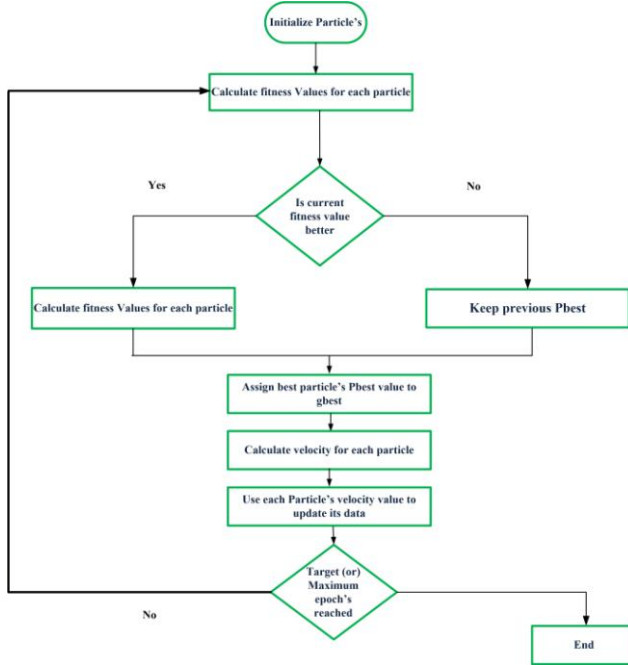 Initialize Particle's
Calculate fitness Values for each particle
Yes
No
Is current
fitness value
better
Calculate fitness Values for each particle
Keep previous Pbest
Assign best particle's Pbest value to
gbest
Calculate velocity for each particle
Use each Particle's velocity value to
update its data
Target (or)
Maximum
epoch's
reached
No
End